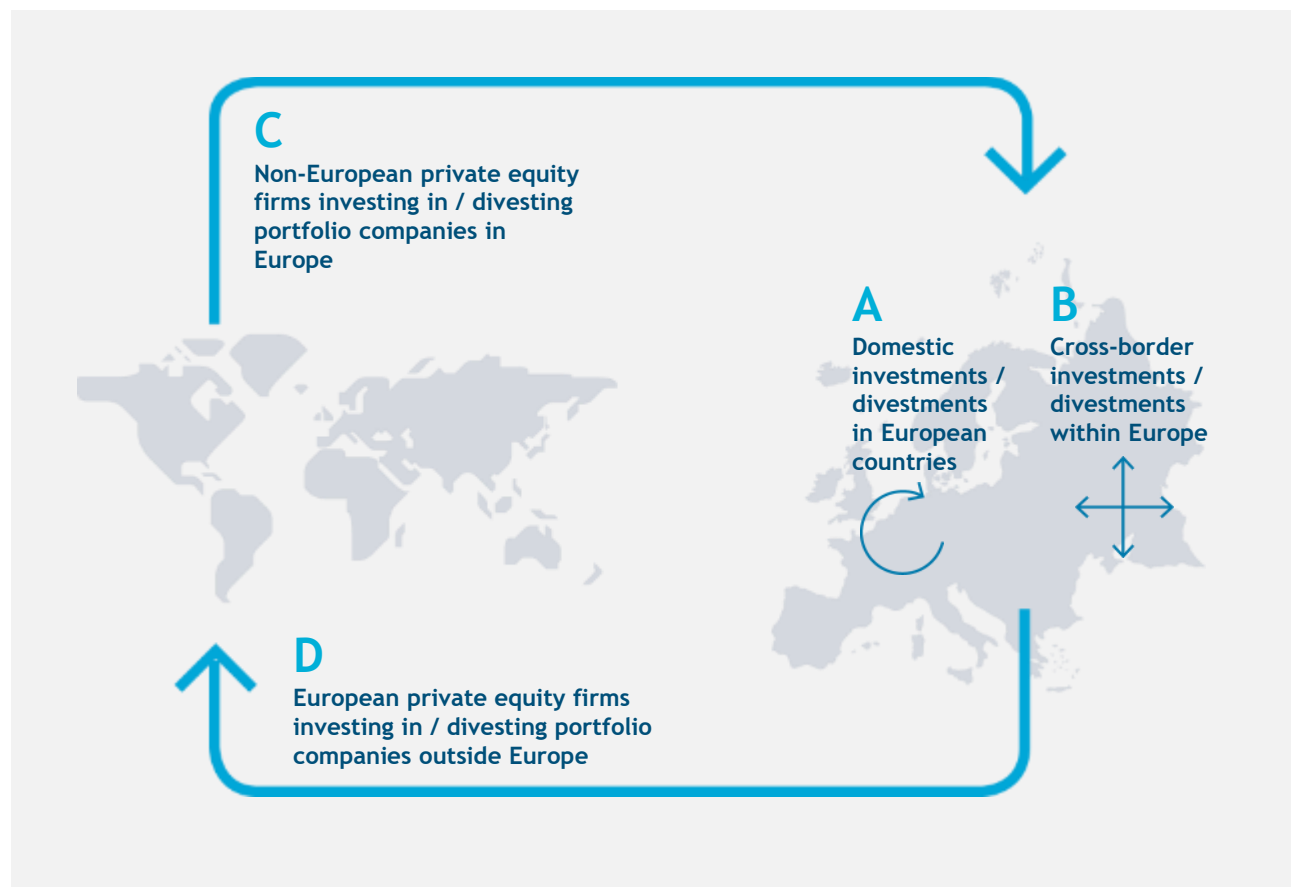 C
Non-European private equity
firms investing in / divesting
portfolio companies in
Europe
A
Domestic
investments /
divestments
in European
countries
B
Cross-border
investments /
divestments
within Europe
D
European private equity firms
investing in / divesting portfolio
companies outside Europe